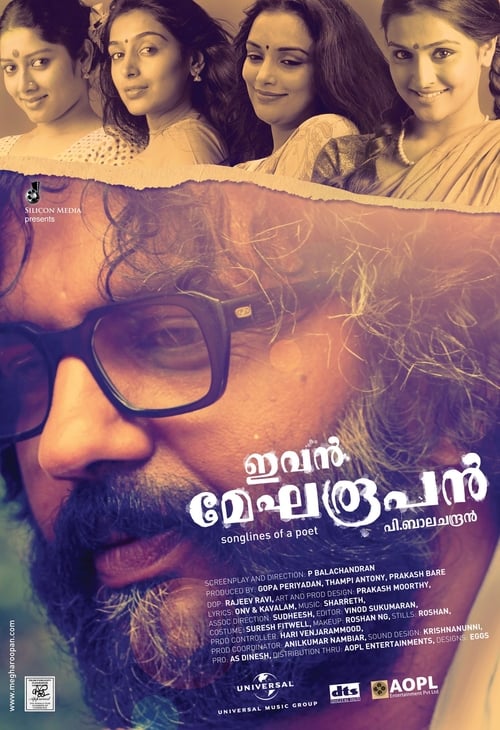 SILICON MEDIA
presents
ഇവൻ
മേഘരൂപൻ
songlines of a poet
പി.ബാലചന്ദ്രൻ
SCREENPLAY AND DIRECTION: P BALACHANDRAN
PRODUCED BY: GOPA PERIYADAN, THAMPI ANTONY, PRAKASH BARE
DOP: RAJEEV RAVI, ART AND PROD DESIGN: PRAKASH MOORTHY,
LYRICS: ONV & KAVALAM, MUSIC: SHARRETH,
ASSOC DIRECTION: SUDHEESH, EDITOR: VINOD SUKUMARAN,
COSTUME: SURESH FITWELL, MAKEUP: ROSHAN NG, STILLS: ROSHAN,
PROD CONTROLLER: HARI VENJARAMMOOD,
PROD COORDINATOR: ANILKUMAR NAMBIAR, SOUND DESIGN: KRISHNANUNNI,
PRO: AS DINESH, DISTRIBUTION THRU: AOPL ENTERTAINMENTS, DESIGNS: EGGS
www.megharoopan.com
UNIVERSAL
UNIVERSAL MUSIC GROUP
dts
AOPL
Entertainment Pvt Ltd